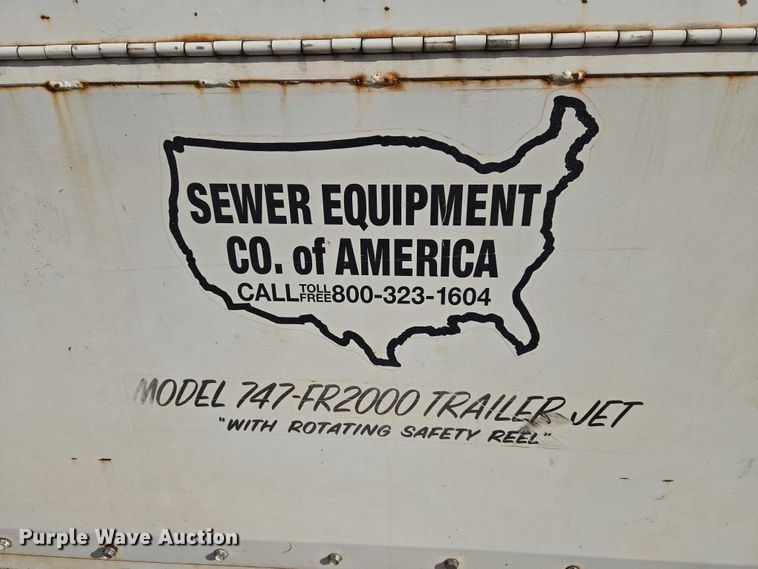 SEWER EQUIPMENT
CO. of AMERICA
CALL TOLL FREE 800-323-1604
MODEL 747-FR2000 TRAILER JET
"WITH ROTATING SAFETY REEL"
Purple Wave Auction